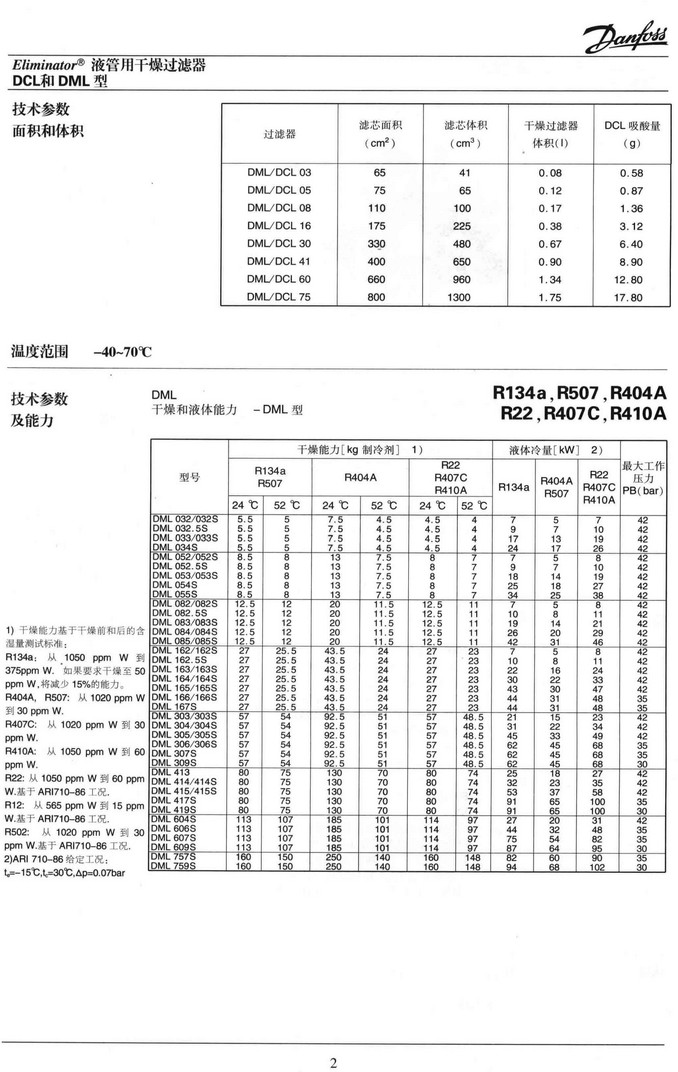 Danfoss
Eliminator® 液管用干燥过滤器
DCL和 DML 型
技术参数
面积和体积
过滤器 滤芯面积 (cm²) 滤芯体积 (cm³) 干燥过滤器 体积(l) DCL 吸酸量 (g)
DML/DCL 03 65 41 0.08 0.58
DML/DCL 05 75 65 0.12 0.87
DML/DCL 08 110 100 0.17 1.36
DML/DCL 16 175 225 0.38 3.12
DML/DCL 30 330 480 0.67 6.40
DML/DCL 41 400 650 0.90 8.90
DML/DCL 60 660 960 1.34 12.80
DML/DCL 75 800 1300 1.75 17.80
温度范围 -40~70℃
技术参数
及能力
DML
干燥和液体能力 -DML 型
R134a,R507,R404A
R22,R407C,R410A
型号 干燥能力[kg 制冷剂] 1) 液体冷量[kW] 2) 最大工作 压力 PB(bar)
R134a R507 R404A R22 R407C R410A R134a R404A R507 R22 R407C R410A
24 ℃ 52 ℃ 24 ℃ 52 ℃ 24 ℃ 52 ℃
DML 032/032S 5.5 5 7.5 4.5 4.5 4 7 5 7 42
DML 032.5S 5.5 5 7.5 4.5 4.5 4 9 7 10 42
DML 033/033S 5.5 5 7.5 4.5 4.5 4 17 13 19 42
DML 034S 5.5 5 7.5 4.5 4.5 4 24 17 26 42
DML 052/052S 8.5 8 13 7.5 8 7 7 5 8 42
DML 052.5S 8.5 8 13 7.5 8 7 9 7 10 42
DML 053/053S 8.5 8 13 7.5 8 7 18 14 19 42
DML 054S 8.5 8 13 7.5 8 7 25 18 27 42
DML 055S 8.5 8 13 7.5 8 7 34 25 38 42
DML 082/082S 12.5 12 20 11.5 12.5 11 7 5 8 42
DML 082.5S 12.5 12 20 11.5 12.5 11 10 8 11 42
DML 083/083S 12.5 12 20 11.5 12.5 11 19 14 21 42
DML 084/084S 12.5 12 20 11.5 12.5 11 26 20 29 42
DML 085/085S 12.5 12 20 11.5 12.5 11 42 31 46 42
DML 162/162S 27 25.5 43.5 24 27 23 7 5 8 42
DML 162.5S 27 25.5 43.5 24 27 23 10 8 11 42
DML 163/163S 27 25.5 43.5 24 27 23 22 16 24 42
DML 164/164S 27 25.5 43.5 24 27 23 30 22 33 42
DML 165/165S 27 25.5 43.5 24 27 23 43 30 47 42
DML 166/166S 27 25.5 43.5 24 27 23 44 31 48 35
DML 167S 27 25.5 43.5 24 27 23 44 31 48 35
DML 303/303S 57 54 92.5 51 57 48.5 21 15 23 42
DML 304/304S 57 54 92.5 51 57 48.5 31 22 34 42
DML 305/305S 57 54 92.5 51 57 48.5 45 33 49 42
DML 306/306S 57 54 92.5 51 57 48.5 62 45 68 35
DML 307S 57 54 92.5 51 57 48.5 62 45 68 35
DML 309S 57 54 92.5 51 57 48.5 62 45 68 30
DML 413 80 75 130 70 80 74 25 18 27 42
DML 414/414S 80 75 130 70 80 74 32 23 35 42
DML 415/415S 80 75 130 70 80 74 53 37 58 42
DML 417S 80 75 130 70 80 74 91 65 100 35
DML 419S 80 75 130 70 80 74 91 65 100 30
DML 604S 113 107 185 101 114 97 27 20 31 42
DML 606S 113 107 185 101 114 97 44 32 48 35
DML 607S 113 107 185 101 114 97 75 54 82 35
DML 609S 113 107 185 101 114 97 87 64 95 30
DML 757S 160 150 250 140 160 148 82 60 90 35
DML 759S 160 150 250 140 160 148 94 68 102 30
1) 干燥能力基于干燥前和后的含
湿量测试标准:
R134a: 从 1050 ppm W 到
375ppm W. 如果要求干燥至 50
ppm W,将减少 15%的能力。
R404A, R507: 从 1020 ppm W
到 30 ppm W.
R407C: 从 1020 ppm W 到 30
ppm W.
R410A: 从 1050 ppm W 到 60
ppm W.
R22: 从 1050 ppm W 到 60 ppm
W.基于 ARI710-86 工况.
R12: 从 565 ppm W 到 15 ppm
W.基于 ARI710-86 工况.
R502: 从 1020 ppm W 到 30
ppm W.基于 ARI710-86 工况.
2)ARI 710-86 给定工况:
tₑ=-15℃,t꜀=30℃,Δp=0.07bar
2